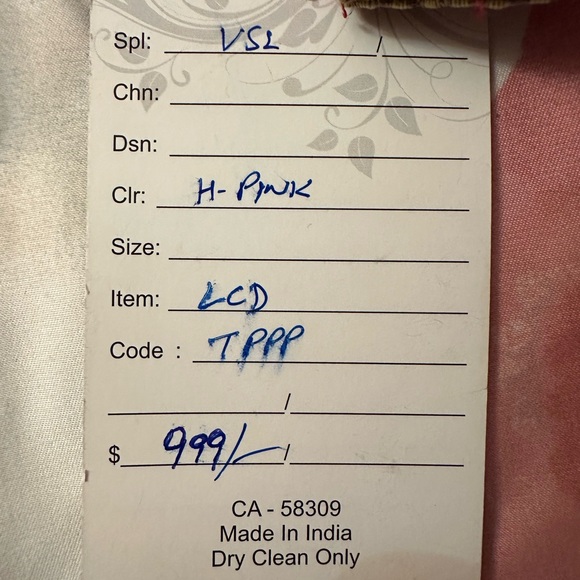 Spl: VSL /
Chn:
Dsn:
Clr: H-PINK
Size:
Item: LCD
Code : TPPP
/
$ 999/- /
CA - 58309
Made In India
Dry Clean Only